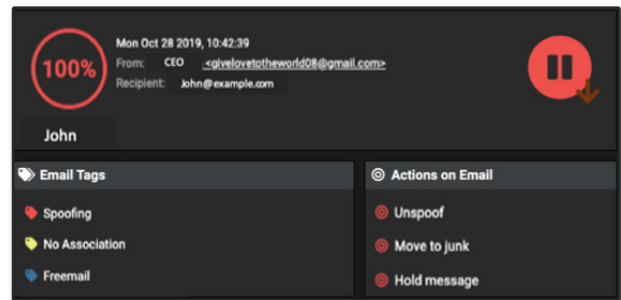 100%
Mon Oct 28 2019, 10:42:39
From: CEO <givelovetotheworld08@gmail.com>
Recipient: John@example.com
John
Email Tags
Spoofing
No Association
Freemail
Actions on Email
Unspoof
Move to junk
Hold message